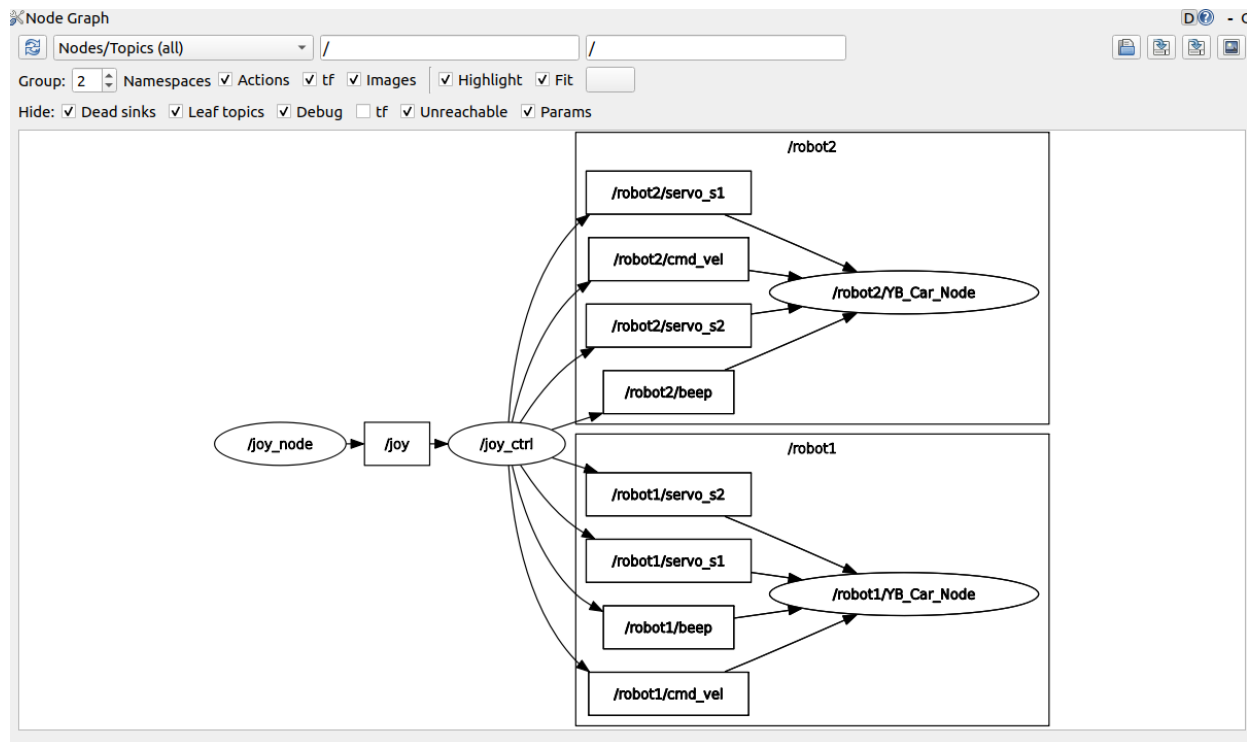 Node Graph
D - C
Nodes/Topics (all) / /
Group: 2 Namespaces Actions tf Images Highlight Fit
Hide: Dead sinks Leaf topics Debug tf Unreachable Params
/robot2
/robot2/servo_s1
/robot2/cmd_vel
/robot2/YB_Car_Node
/robot2/servo_s2
/robot2/beep
/joy_node
/joy
/joy_ctrl
/robot1
/robot1/servo_s2
/robot1/servo_s1
/robot1/YB_Car_Node
/robot1/beep
/robot1/cmd_vel